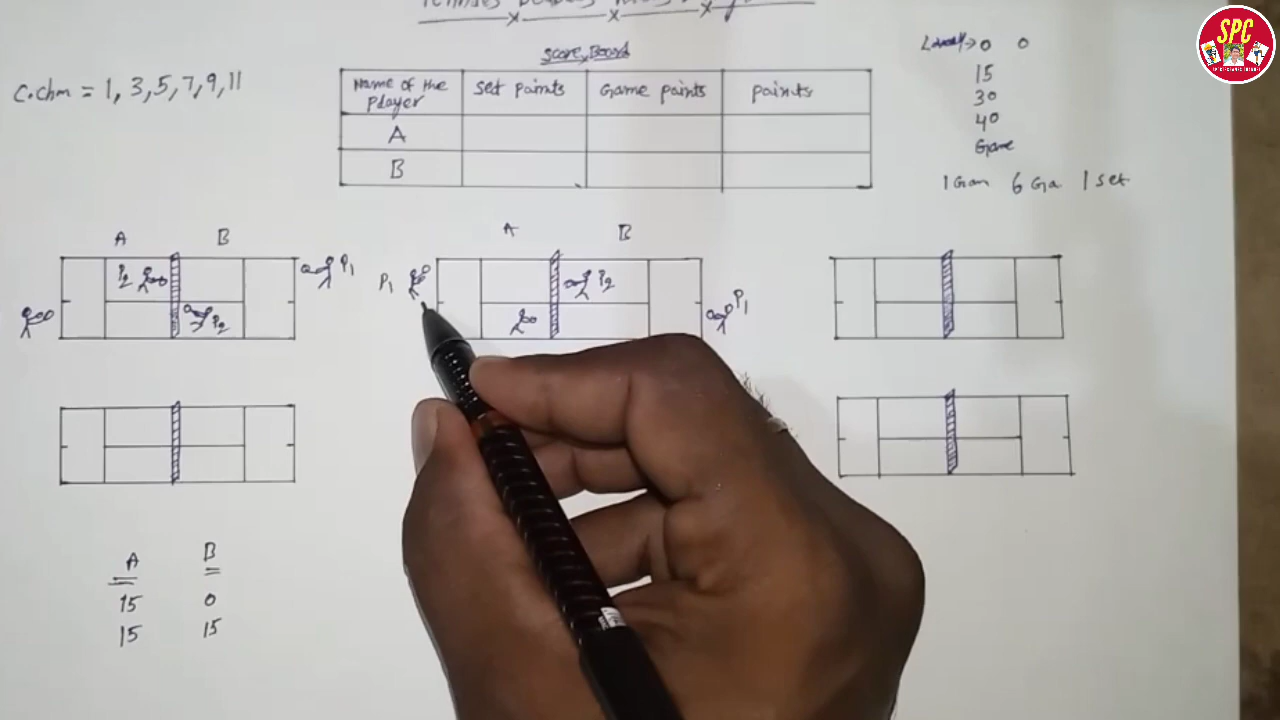 Score Board
Love → 0 0
15
30
40
Game
1 Gam 6 Ga 1 set
C.chm = 1, 3, 5, 7, 9, 11
Name of the player
Set points
Game points
points
A
B
A B
P2
P1
P2
A B
P1
P2
P1
A B
15 0
15 15
SPC